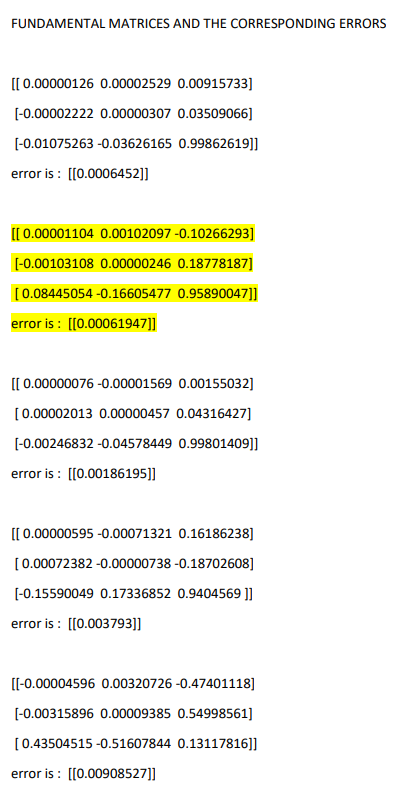 FUNDAMENTAL MATRICES AND THE CORRESPONDING ERRORS
[[ 0.00000126 0.00002529 0.00915733]
[-0.00002222 0.00000307 0.03509066]
[-0.01075263 -0.03626165 0.99862619]]
error is : [[0.0006452]]
[[ 0.00001104 0.00102097 -0.10266293]
[-0.00103108 0.00000246 0.18778187]
[ 0.08445054 -0.16605477 0.95890047]]
error is : [[0.00061947]]
[[ 0.00000076 -0.00001569 0.00155032]
[ 0.00002013 0.00000457 0.04316427]
[-0.00246832 -0.04578449 0.99801409]]
error is : [[0.00186195]]
[[ 0.00000595 -0.00071321 0.16186238]
[ 0.00072382 -0.00000738 -0.18702608]
[-0.15590049 0.17336852 0.9404569 ]]
error is : [[0.003793]]
[[-0.00004596 0.00320726 -0.47401118]
[-0.00315896 0.00009385 0.54998561]
[ 0.43504515 -0.51607844 0.13117816]]
error is : [[0.00908527]]